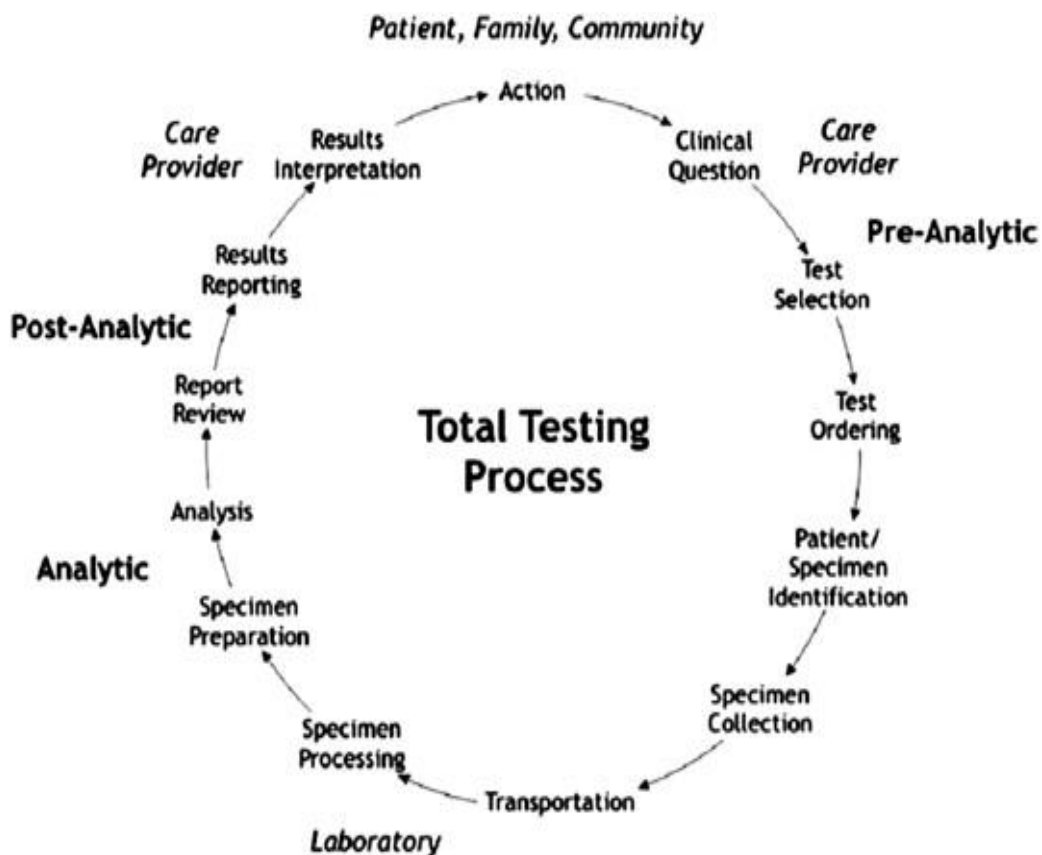 Patient, Family, Community
Action
Care
Provider
Results
Interpretation
Clinical
Question
Care
Provider
Pre-Analytic
Results
Reporting
Test
Selection
Post-Analytic
Report
Review
Test
Ordering
Total Testing
Process
Analysis
Analytic
Patient/
Specimen
Identification
Specimen
Preparation
Specimen
Collection
Specimen
Processing
Transportation
Laboratory